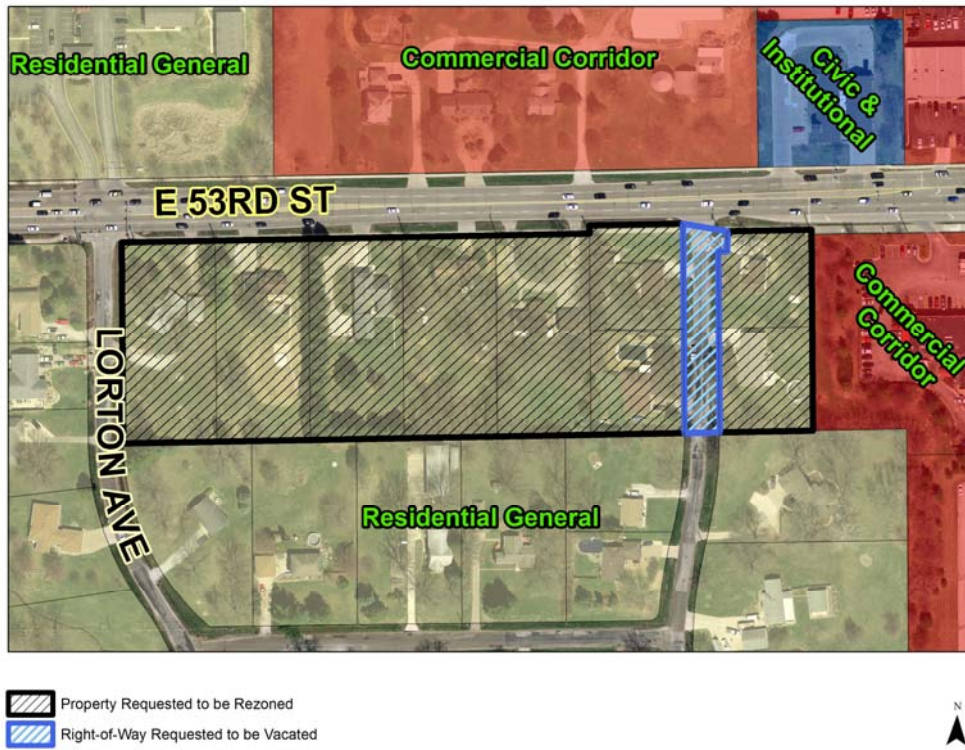 Residential General
Commercial Corridor
Civic &
Institutional
E 53RD ST
LORTON AVE
Commercial
Corridor
Residential General
Property Requested to be Rezoned
Right-of-Way Requested to be Vacated
N